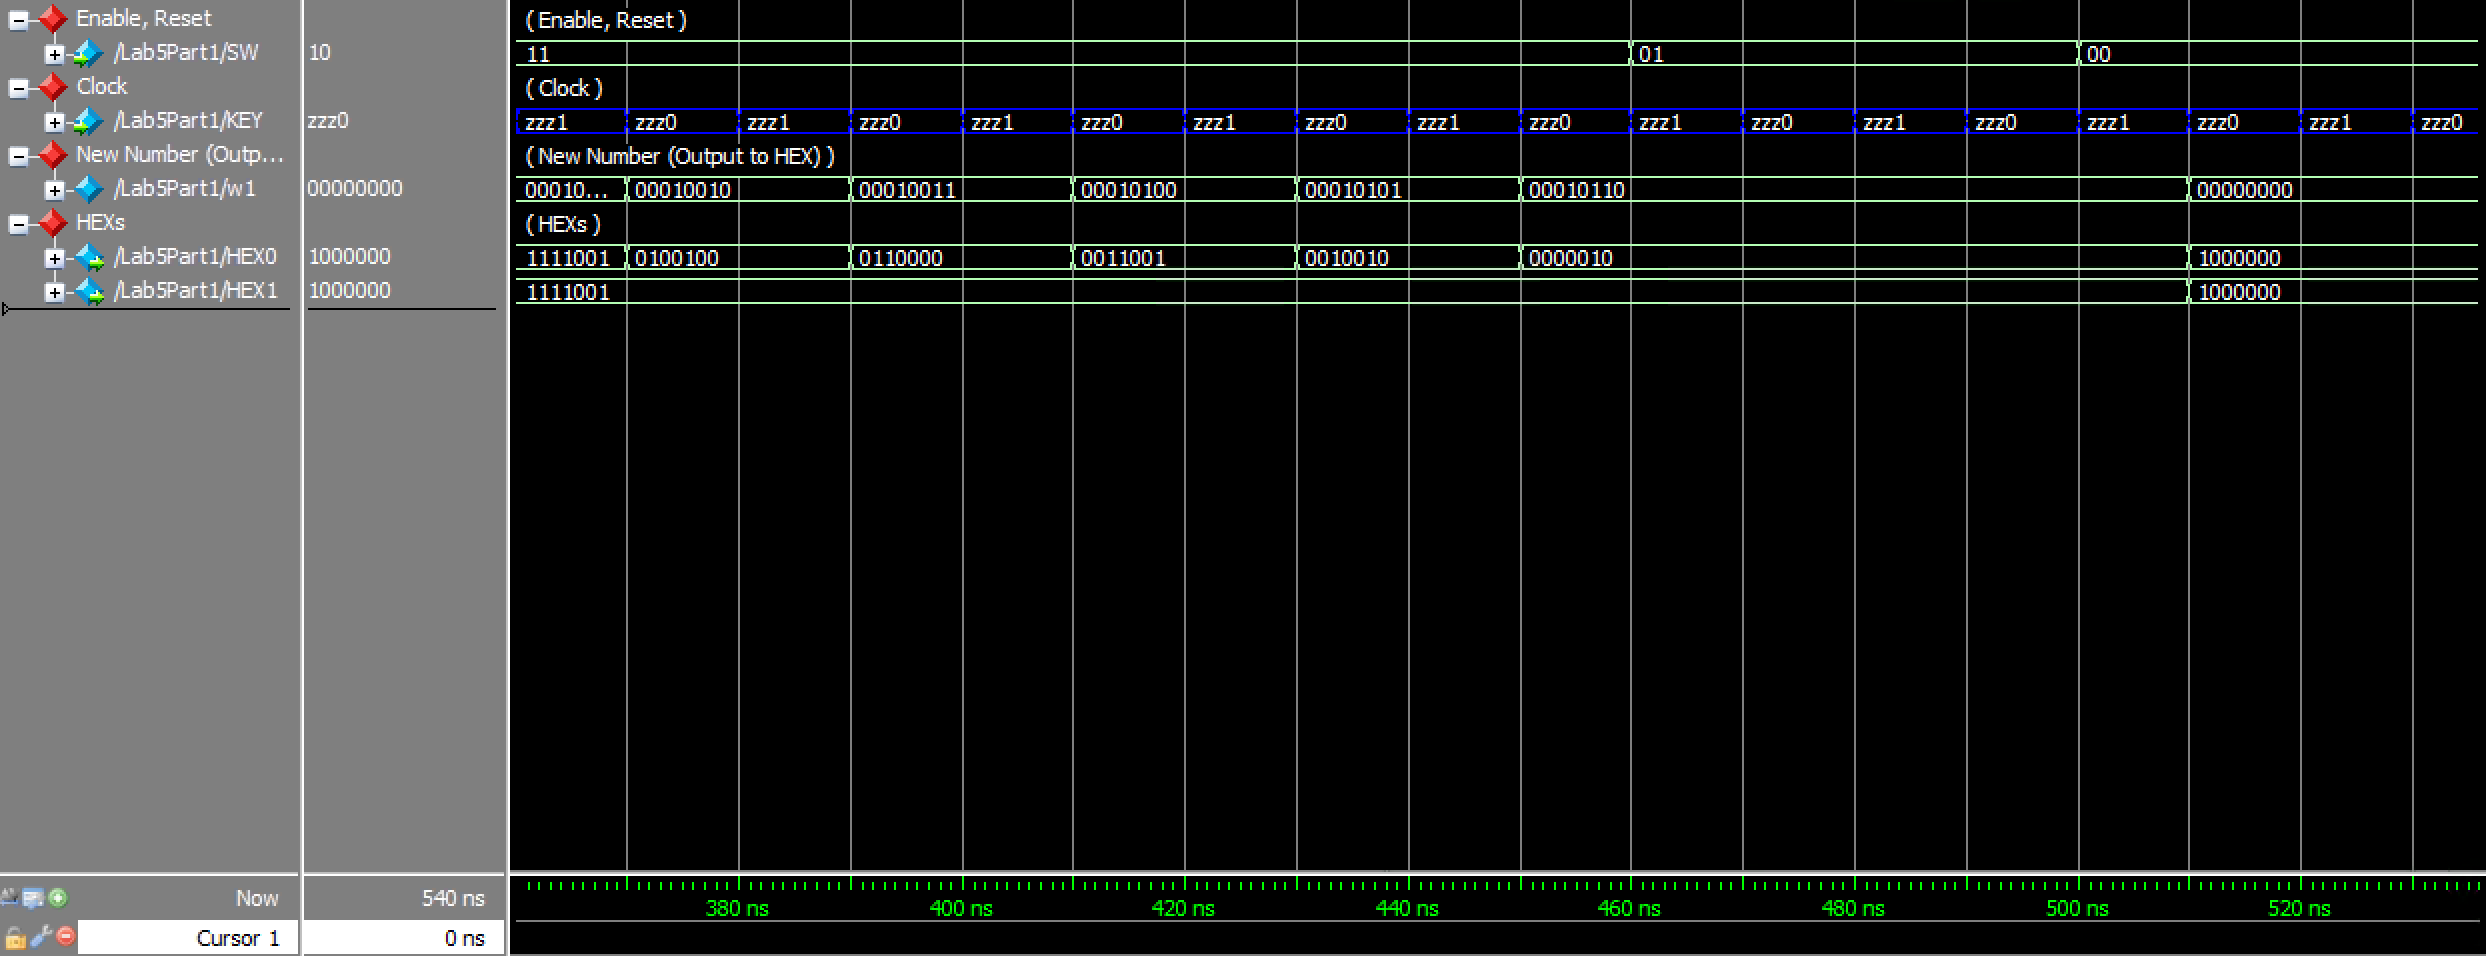 Enable, Reset (Enable, Reset)
/Lab5Part1/SW 10 11 01 00
Clock (Clock)
/Lab5Part1/KEY zzz0 zzz1 zzz0 zzz1 zzz0 zzz1 zzz0 zzz1 zzz0 zzz1 zzz0 zzz1 zzz0 zzz1 zzz0 zzz1 zzz0 zzz1 zzz0
New Number (Outp... (New Number (Output to HEX) )
/Lab5Part1/w1 00000000 00010... 00010010 00010011 00010100 00010101 00010110 00000000
HEXs (HEXs)
/Lab5Part1/HEX0 1000000 1111001 0100100 0110000 0011001 0010010 0000010 1000000
/Lab5Part1/HEX1 1000000 1111001 1000000
Now 540 ns 380 ns 400 ns 420 ns 440 ns 460 ns 480 ns 500 ns 520 ns
Cursor 1 0 ns